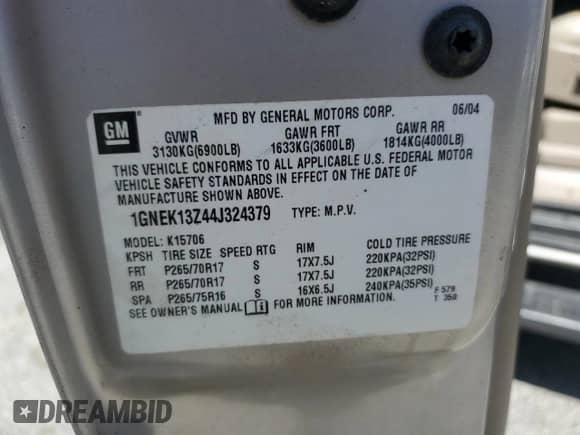 GM
MFD BY GENERAL MOTORS CORP. 06/04
GVWR GAWR FRT GAWR RR
3130KG(6900LB) 1633KG(3600LB) 1814KG(4000LB)
THIS VEHICLE CONFORMS TO ALL APPLICABLE U.S. FEDERAL MOTOR
VEHICLE SAFETY STANDARDS IN EFFECT ON THE DATE OF
MANUFACTURE SHOWN ABOVE.
1GNEK13Z44J324379 TYPE: M.P.V.
MODEL: K15706
KPSH TIRE SIZE SPEED RTG RIM COLD TIRE PRESSURE
FRT P265/70R17 S 17X7.5J 220KPA(32PSI)
RR P265/70R17 S 17X7.5J 220KPA(32PSI)
SPA P265/75R16 S 16X6.5J 240KPA(35PSI)
SEE OWNER'S MANUAL FOR MORE INFORMATION.
F 579
T 350
DREAMBID